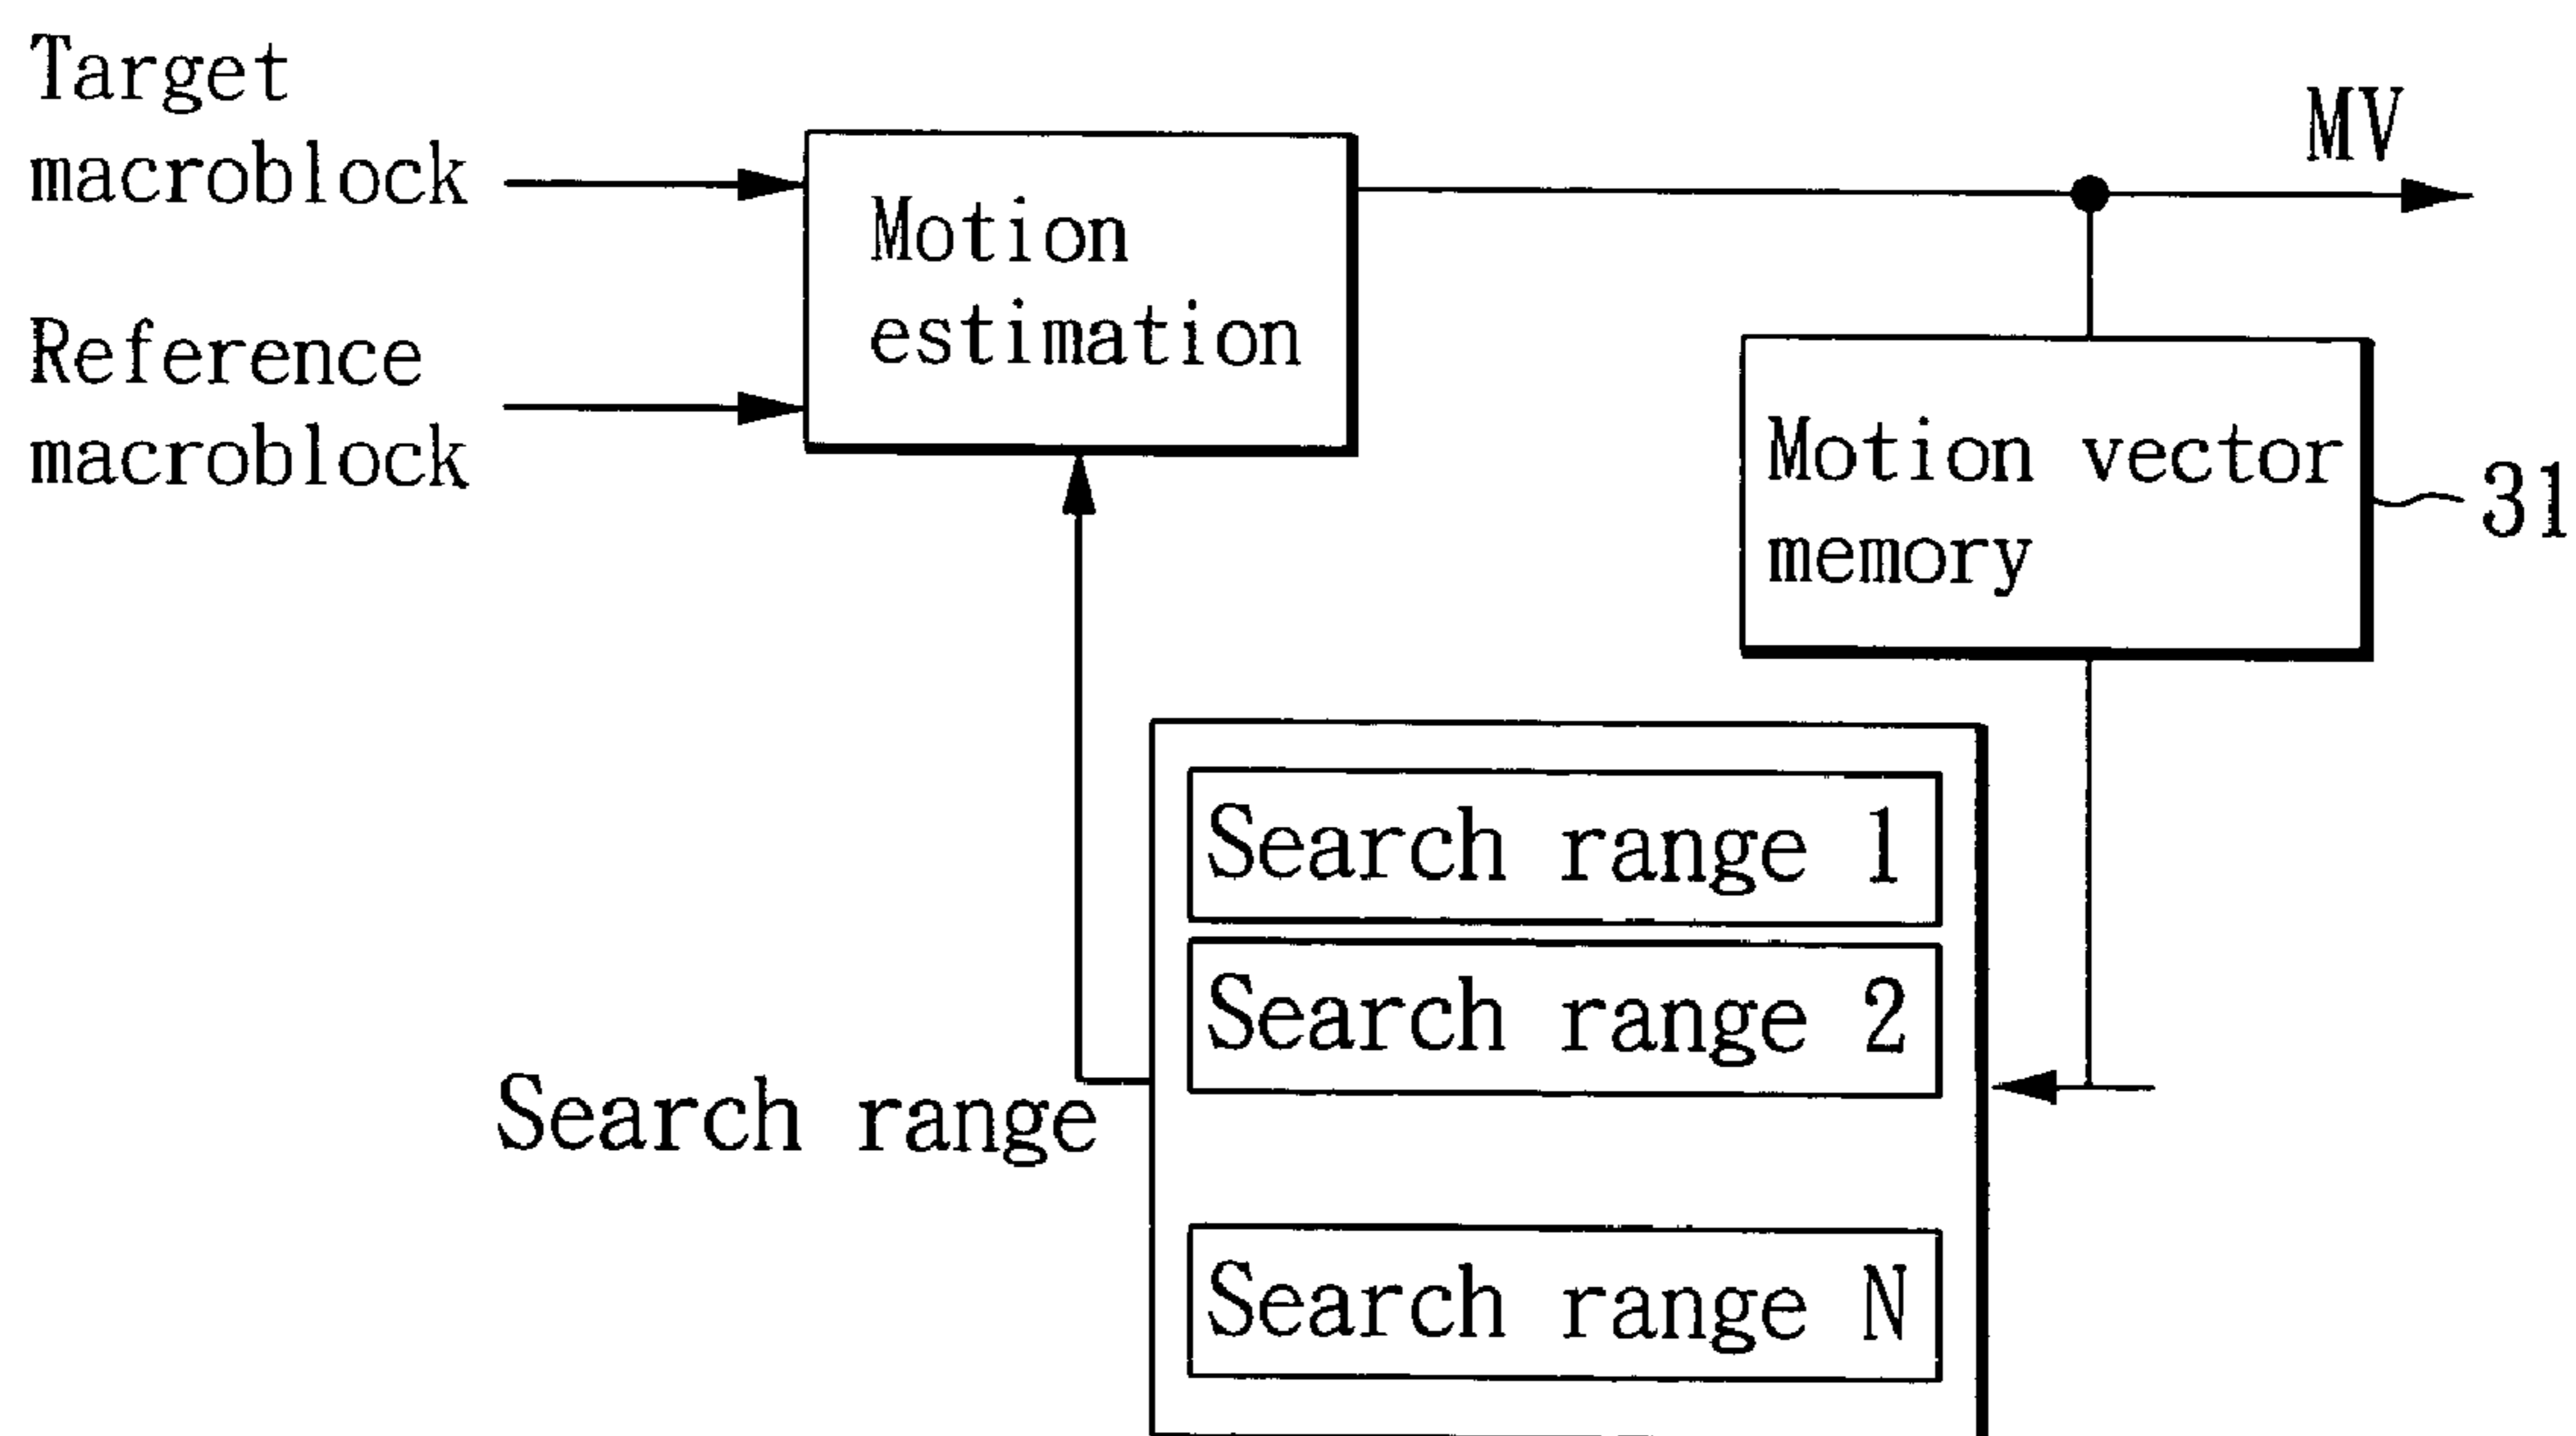 Target
macroblock
Reference
macroblock
Motion
estimation
MV
Motion vector
memory
31
Search range
Search range 1
Search range 2
Search range N